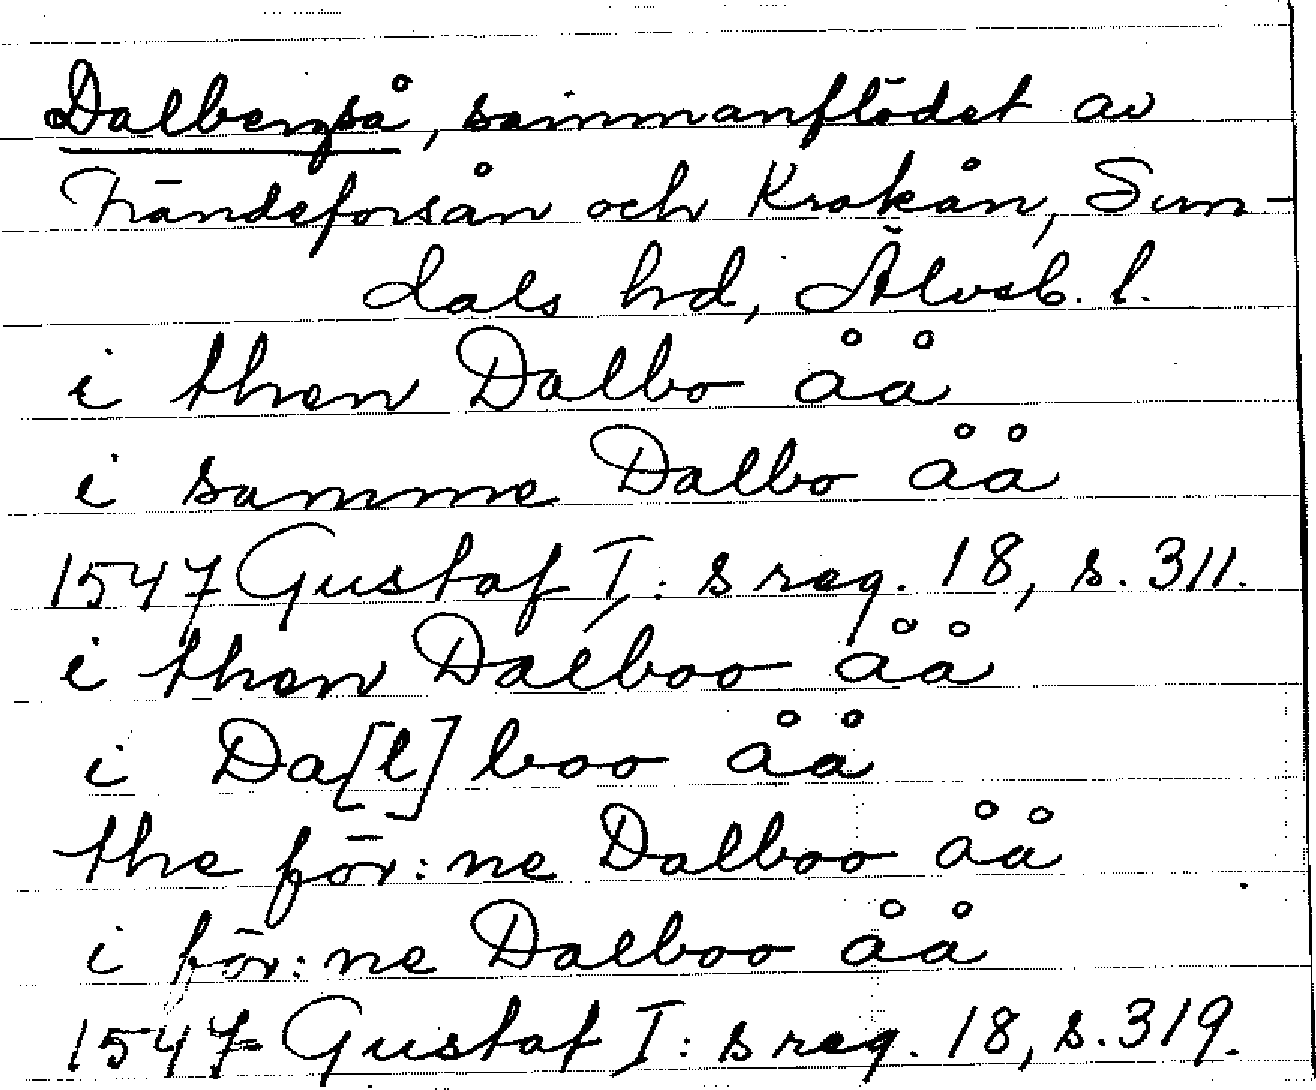 Dalbergså, sammanflödet av
Frändeforsån och Krokån, Sun-
dals hd, Älvsb. l.
i then Dalbo åå
i samme Dalbo åå
1547 Gustaf I:s reg. 18, s. 311.
i then Dalboo åå
i Da[l]boo åå
the för:ne Dalboo åå
i för:ne Dalboo åå
1547 Gustaf I:s reg. 18, s. 319.